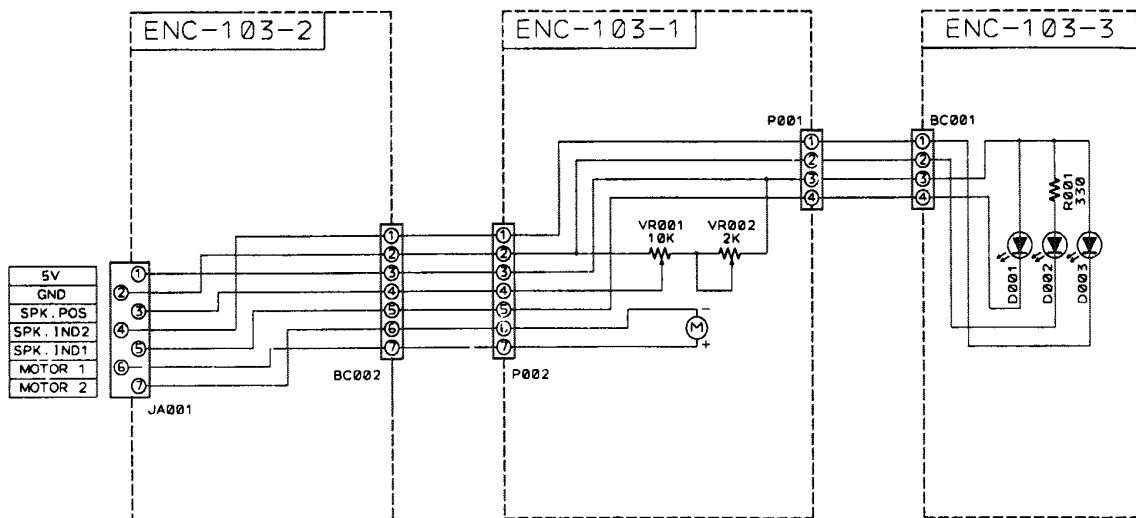 ENC-103-2
ENC-103-1
ENC-103-3
P001
BC001
1
2
3
4
1
2
3
4
R001
330
VR001
10K
VR002
2K
D001
D002
D003
1
2
3
4
5
6
7
1
2
3
4
5
6
7
M
-
+
5V
GND
SPK.POS
SPK.IND2
SPK.IND1
MOTOR 1
MOTOR 2
1
2
3
4
5
6
7
JA001
BC002
P002